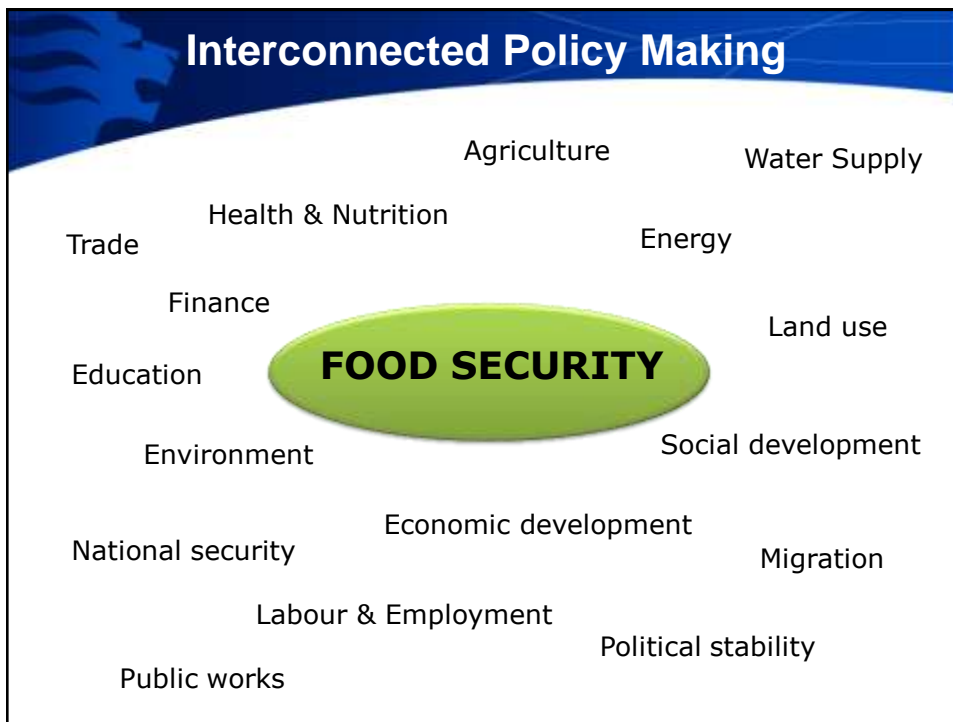 Interconnected Policy Making
Agriculture
Water Supply
Health & Nutrition
Trade
Energy
Finance
Land use
FOOD SECURITY
Education
Environment
Social development
Economic development
National security
Migration
Labour & Employment
Political stability
Public works